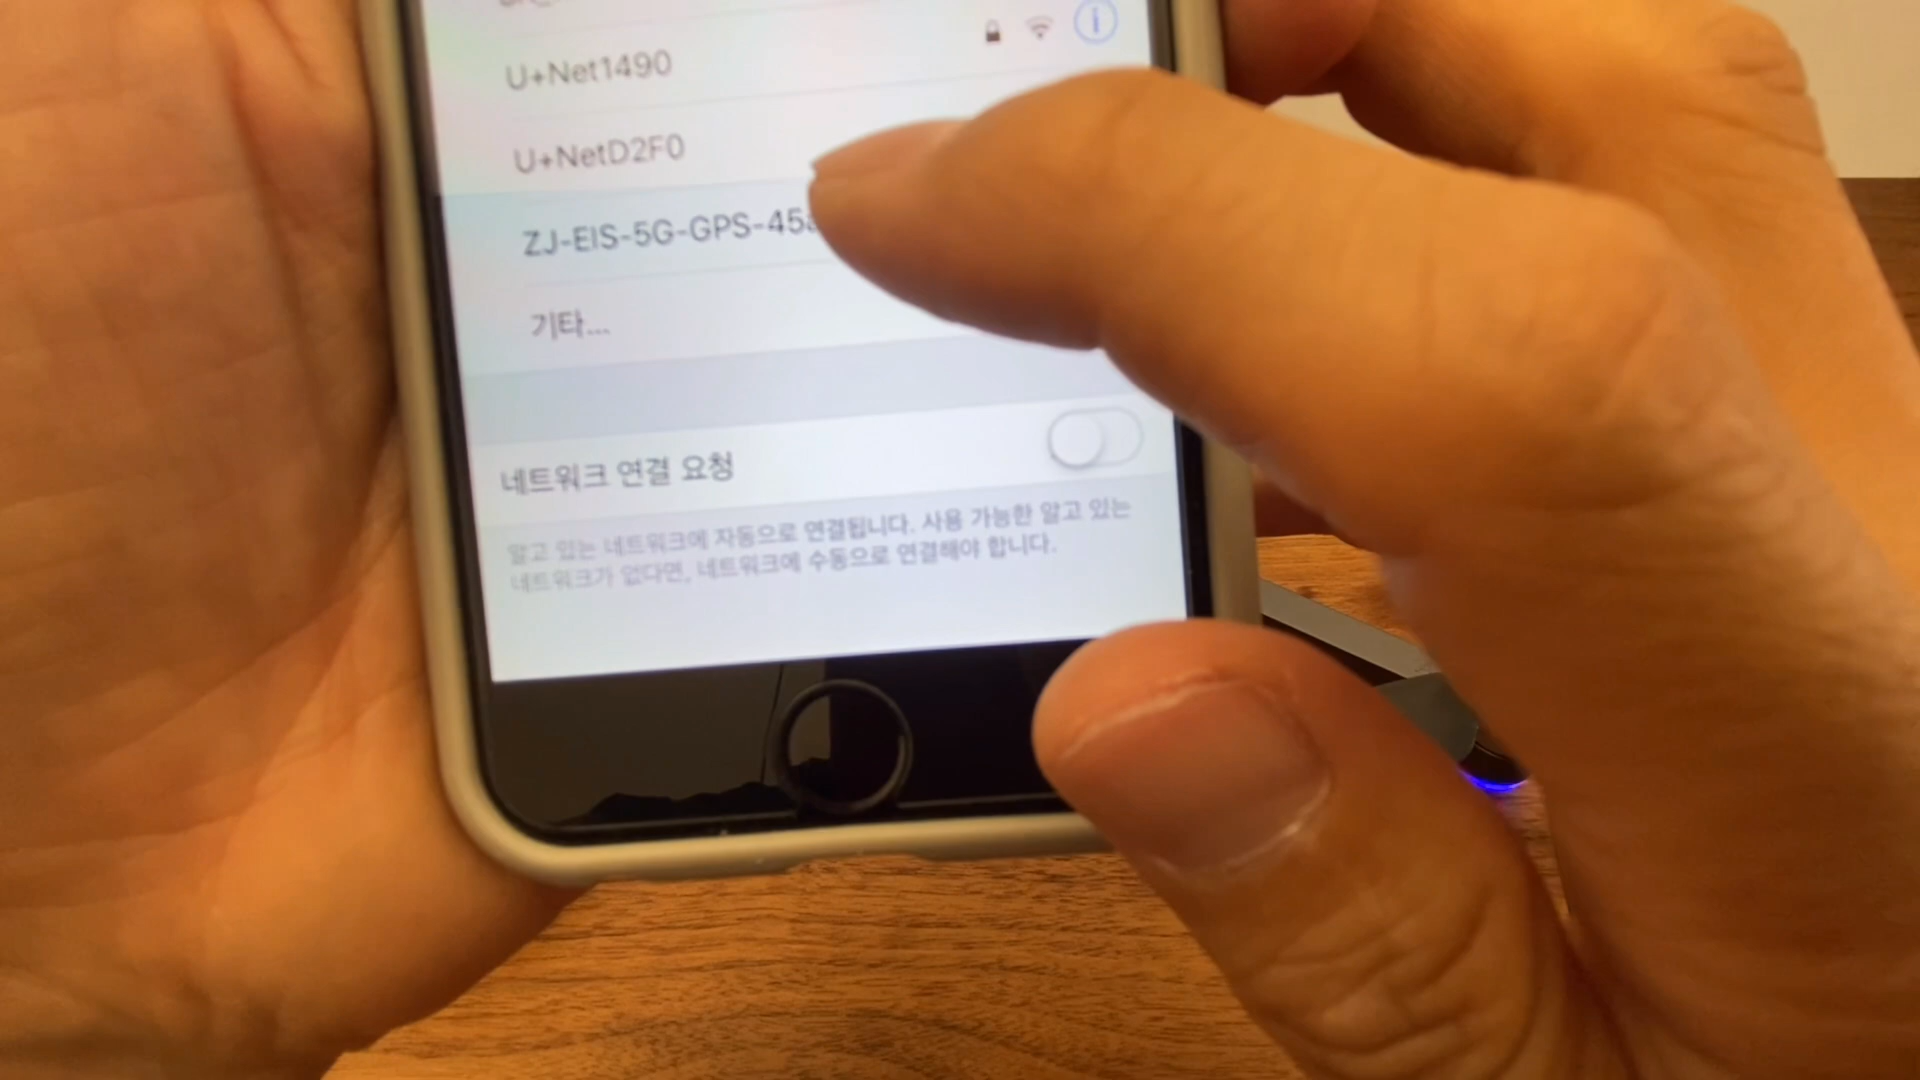 U+Net1490
U+NetD2F0
ZJ-EIS-5G-GPS-45
기타...
네트워크 연결 요청
알고 있는 네트워크에 자동으로 연결됩니다. 사용 가능한 알고 있는
네트워크가 없다면, 네트워크에 수동으로 연결해야 합니다.